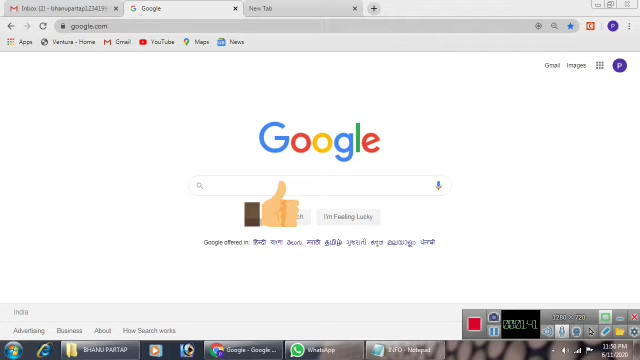 Inbox (2) - bhanupartap123419 Google New Tab
google.com
Apps Ventura - Home Gmail YouTube Maps News
P
Gmail Images P
Google
ch I'm Feeling Lucky
Google offered in: हिन्दी বাংলা తెలుగు मराठी தமிழ் ગુજરાતી ಕನ್ನಡ മലയാളം ਪੰਜਾਬੀ
India
1280 × 720
Advertising Business About How Search works
BHANU PARTAP Google - Google ... WhatsApp INFO - Notepad
11:50 PM
6/11/2020